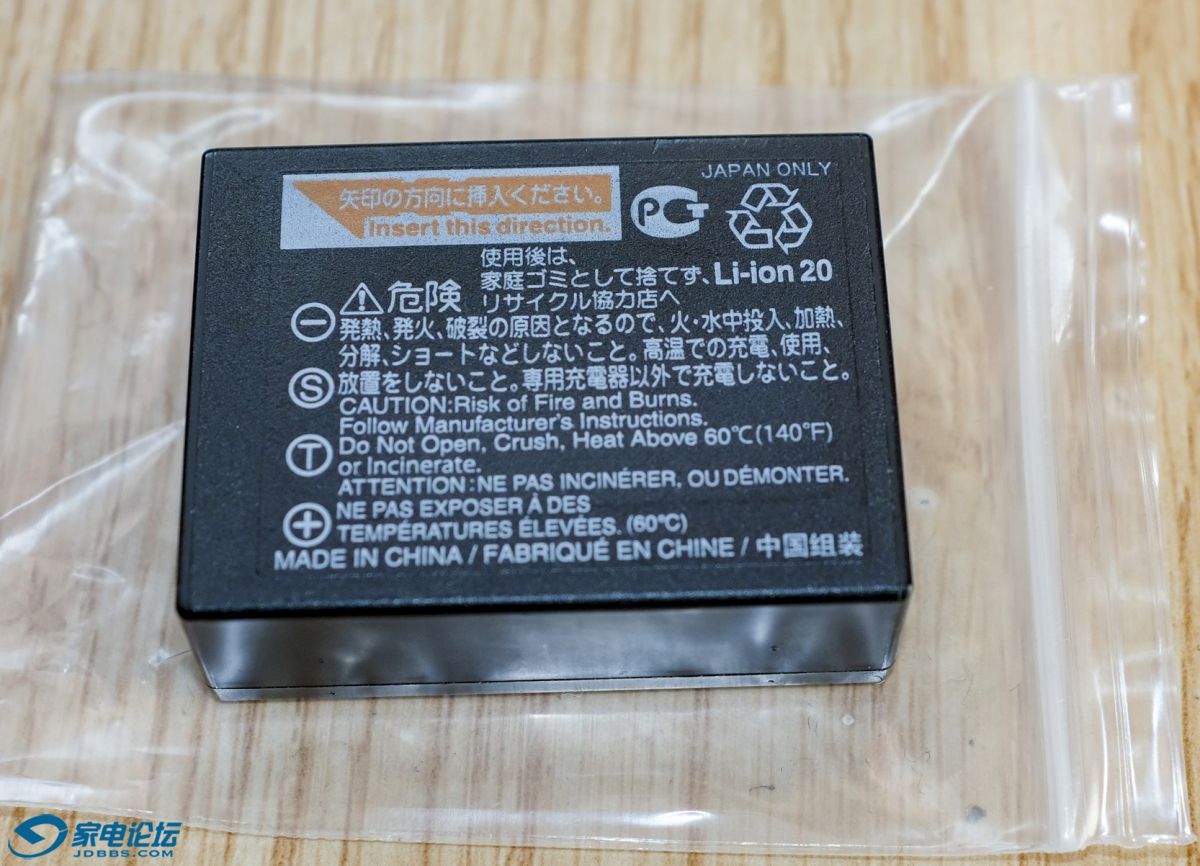 JAPAN ONLY
矢印の方向に挿入ください。
Insert this direction.
使用後は、
家庭ゴミとして捨てず、Li-ion 20
リサイクル協力店へ
⚠危険
発熱、発火、破裂の原因となるので、火・水中投入、加熱、
分解、ショートなどしないこと。高温での充電、使用、
放置をしないこと。専用充電器以外で充電しないこと。
CAUTION:Risk of Fire and Burns.
Follow Manufacturer's Instructions.
Do Not Open, Crush, Heat Above 60℃(140℉)
or Incinerate.
ATTENTION:NE PAS INCINÉRER, OU DÉMONTER.
NE PAS EXPOSER À DES
TEMPÉRATURES ÉLEVÉES. (60℃)
MADE IN CHINA / FABRIQUÉ EN CHINE / 中国组装
－
S
T
＋
PCT
家电论坛
JDBBS.COM